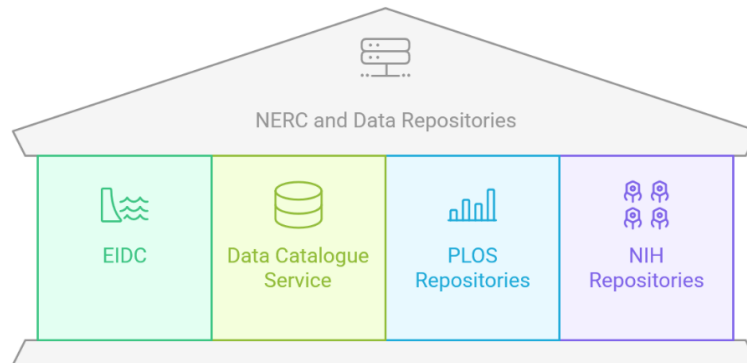 NERC and Data Repositories
EIDC
Data Catalogue
Service
PLOS
Repositories
NIH
Repositories